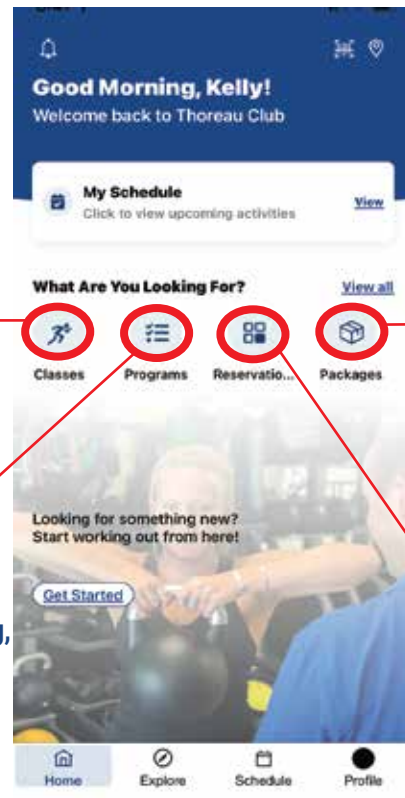 Good Morning, Kelly!
Welcome back to Thoreau Club
My Schedule
Click to view upcoming activities
View
What Are You Looking For?
View all
Classes
Programs
Reservatio...
Packages
Looking for something new?
Start working out from here!
Get Started
Home
Explore
Schedule
Profile